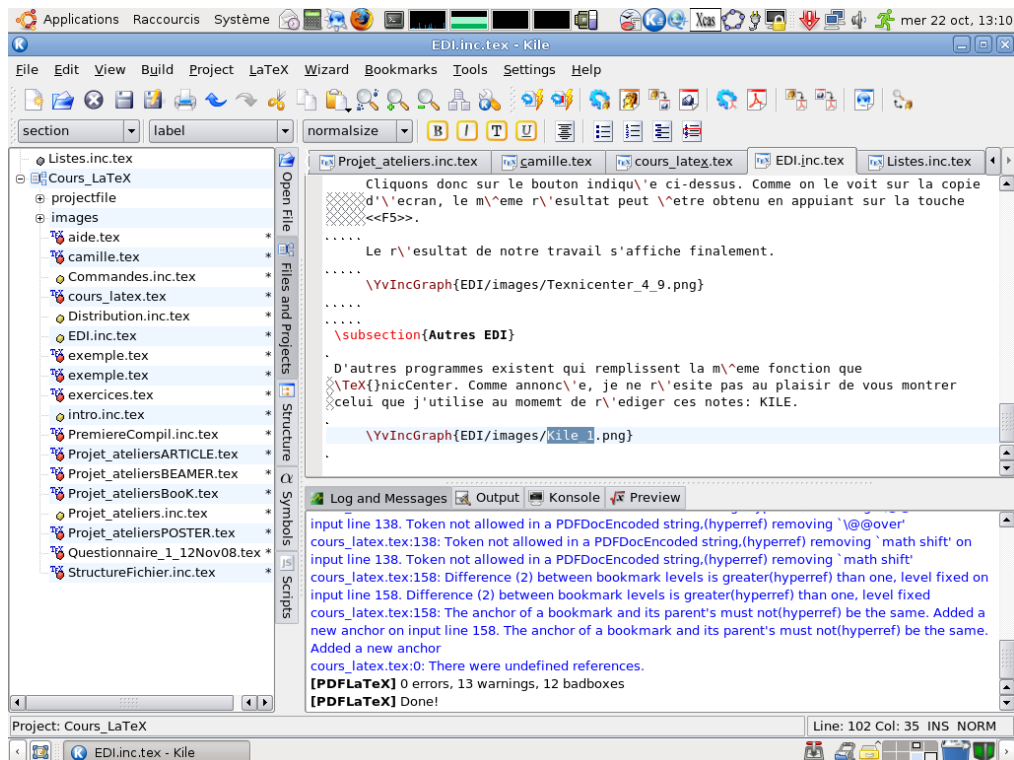 Applications Raccourcis Système Xcas mer 22 oct, 13:10
EDI.inc.tex - Kile
File Edit View Build Project LaTeX Wizard Bookmarks Tools Settings Help
section label normalsize B I T U
Listes.inc.tex
Cours_LaTeX
projectfile
images
aide.tex *
camille.tex *
Commandes.inc.tex *
cours_latex.tex *
Distribution.inc.tex *
EDI.inc.tex *
exemple.tex *
exemple.tex *
exercices.tex *
intro.inc.tex *
PremiereCompil.inc.tex *
Projet_ateliersARTICLE.tex *
Projet_ateliersBEAMER.tex *
Projet_ateliersBooK.tex *
Projet_ateliers.inc.tex *
Projet_ateliersPOSTER.tex *
Questionnaire_1_12Nov08.tex *
StructureFichier.inc.tex *
Open File
Files and Projects
Structure
Symbols
Scripts
Projet_ateliers.inc.tex camille.tex cours_latex.tex EDI.inc.tex Listes.inc.tex
Cliquons donc sur le bouton indiqu\'e ci-dessus. Comme on le voit sur la copie
d'\'ecran, le m\^eme r\'esultat peut \^etre obtenu en appuiant sur la touche
<<F5>>.
Le r\'esultat de notre travail s'affiche finalement.
\YvIncGraph{EDI/images/Texnicenter_4_9.png}
\subsection{Autres EDI}
D'autres programmes existent qui remplissent la m\^eme fonction que
\TeX{}nicCenter. Comme annonc\'e, je ne r\'esite pas au plaisir de vous montrer
celui que j'utilise au momemt de r\'ediger ces notes: KILE.
\YvIncGraph{EDI/images/Kile_1.png}
Log and Messages Output Konsole Preview
input line 138. Token not allowed in a PDFDocEncoded string,(hyperref) removing `\@@over'
cours_latex.tex:138: Token not allowed in a PDFDocEncoded string,(hyperref) removing `math shift' on
input line 138. Token not allowed in a PDFDocEncoded string,(hyperref) removing `math shift'
cours_latex.tex:158: Difference (2) between bookmark levels is greater(hyperref) than one, level fixed on
input line 158. Difference (2) between bookmark levels is greater(hyperref) than one, level fixed
cours_latex.tex:158: The anchor of a bookmark and its parent's must not(hyperref) be the same. Added a
new anchor on input line 158. The anchor of a bookmark and its parent's must not(hyperref) be the same.
Added a new anchor
cours_latex.tex:0: There were undefined references.
[PDFLaTeX] 0 errors, 13 warnings, 12 badboxes
[PDFLaTeX] Done!
Project: Cours_LaTeX Line: 102 Col: 35 INS NORM
EDI.inc.tex - Kile